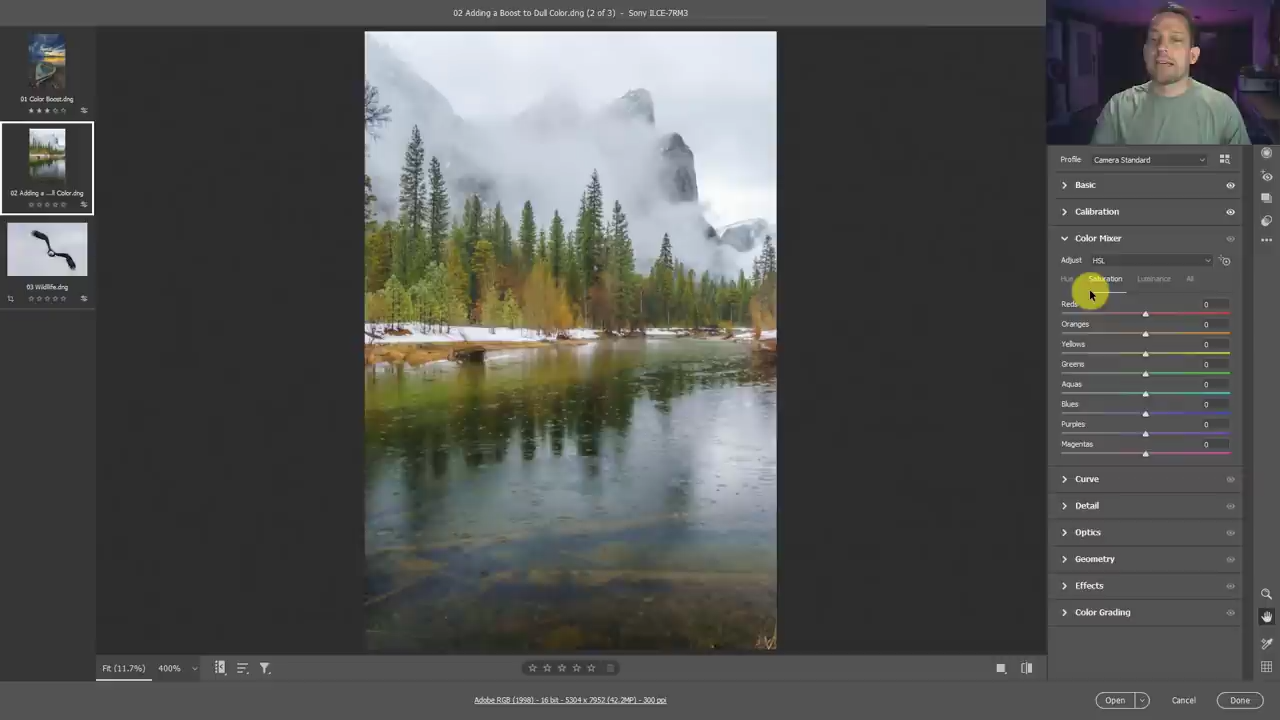 02 Adding a Boost to Dull Color.dng (2 of 3) - Sony ILCE-7RM3
01 Color Boost.dng
02 Adding a ...ll Color.dng
03 Wildlife.dng
Profile Camera Standard
Basic
Calibration
Color Mixer
Adjust HSL
Hue Saturation Luminance All
Reds 0
Oranges 0
Yellows 0
Greens 0
Aquas 0
Blues 0
Purples 0
Magentas 0
Curve
Detail
Optics
Geometry
Effects
Color Grading
Fit (11.7%) 400%
Adobe RGB (1998) - 16 bit - 5304 x 7952 (42.2MP) - 300 ppi
Open Cancel Done